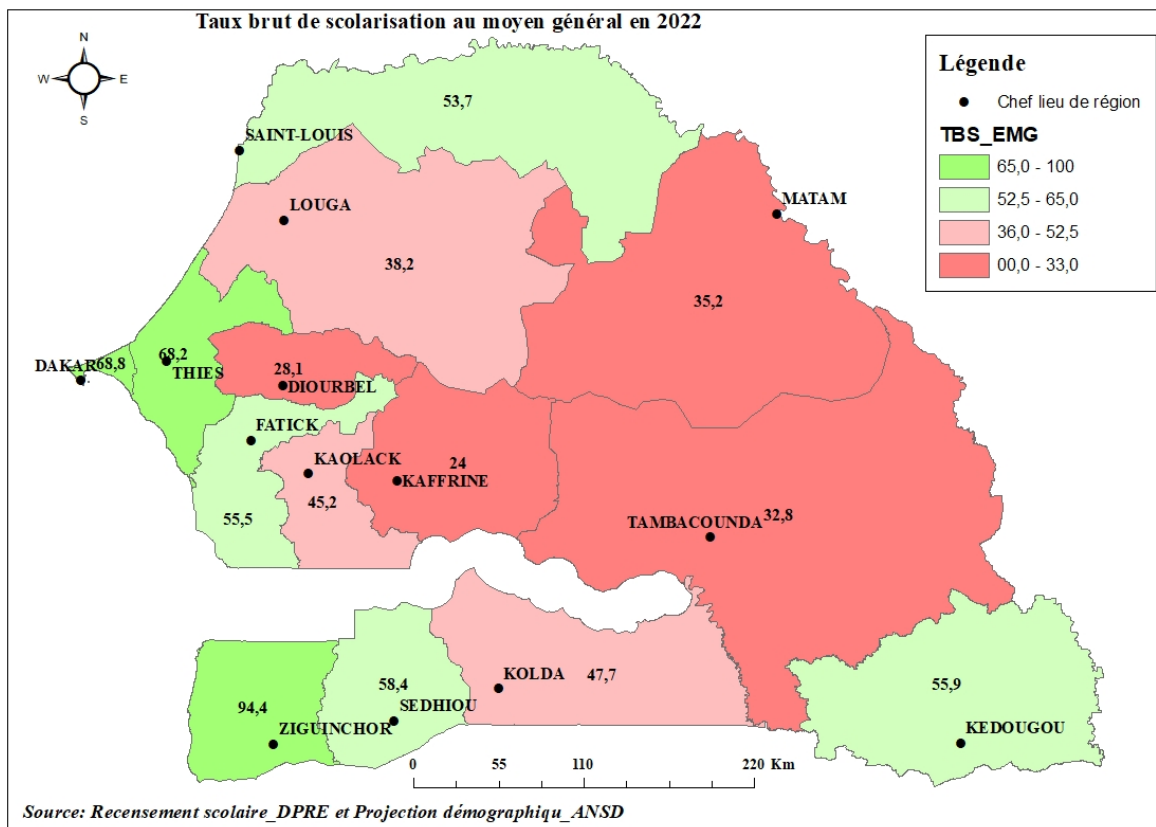 Taux brut de scolarisation au moyen général en 2022
N
W E
S
Légende
Chef lieu de région
TBS_EMG
65,0 - 100
52,5 - 65,0
36,0 - 52,5
00,0 - 33,0
53,7
SAINT-LOUIS
MATAM
LOUGA
38,2
35,2
DAKAR 68,8
68,2
THIES
28,1
DIOURBEL
FATICK
KAOLACK
24
KAFFRINE
45,2
55,5
TAMBACOUNDA 32,8
KOLDA
47,7
58,4
SEDHIOU
55,9
94,4
ZIGUINCHOR
KEDOUGOU
0 55 110 220 Km
Source: Recensement scolaire_DPRE et Projection démographiqu_ANSD